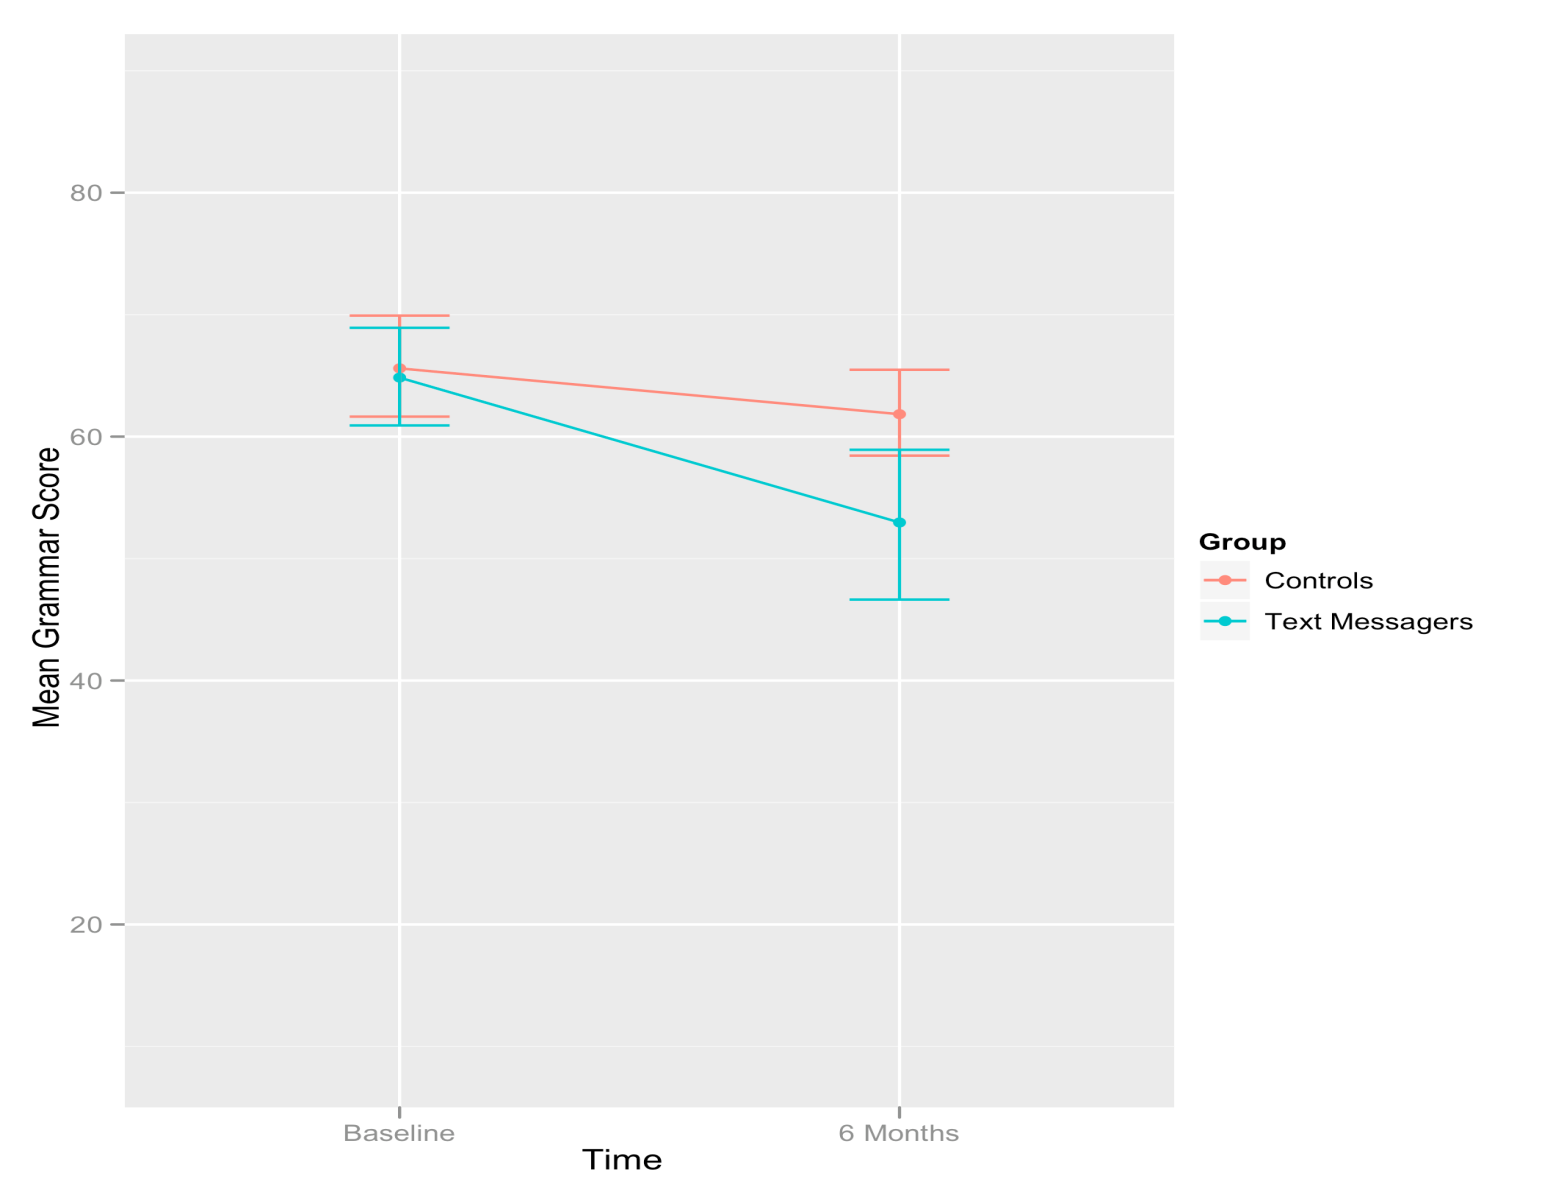 Mean Grammar Score
80
60
40
20
Baseline
6 Months
Time
Group
Controls
Text Messagers